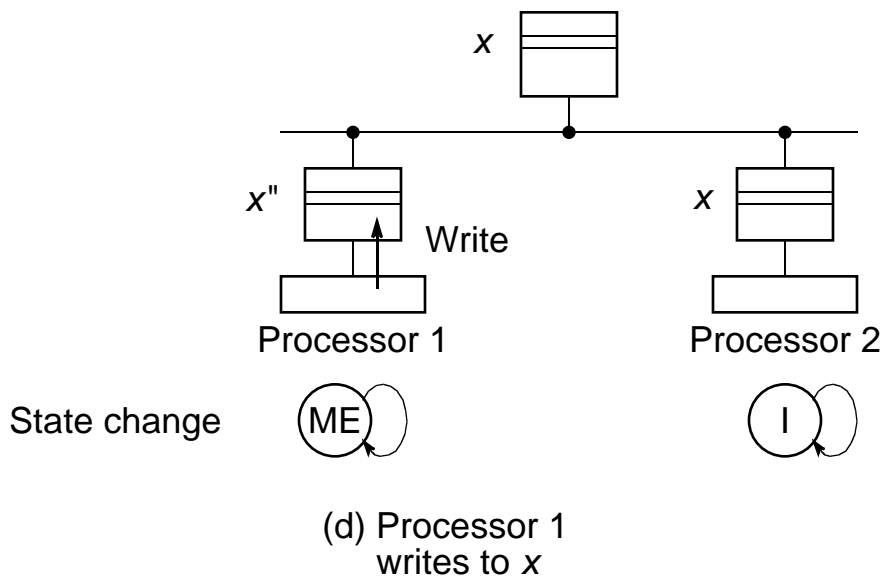 x
x"
x
Write
Processor 1
Processor 2
State change
ME
I
(d) Processor 1
writes to x